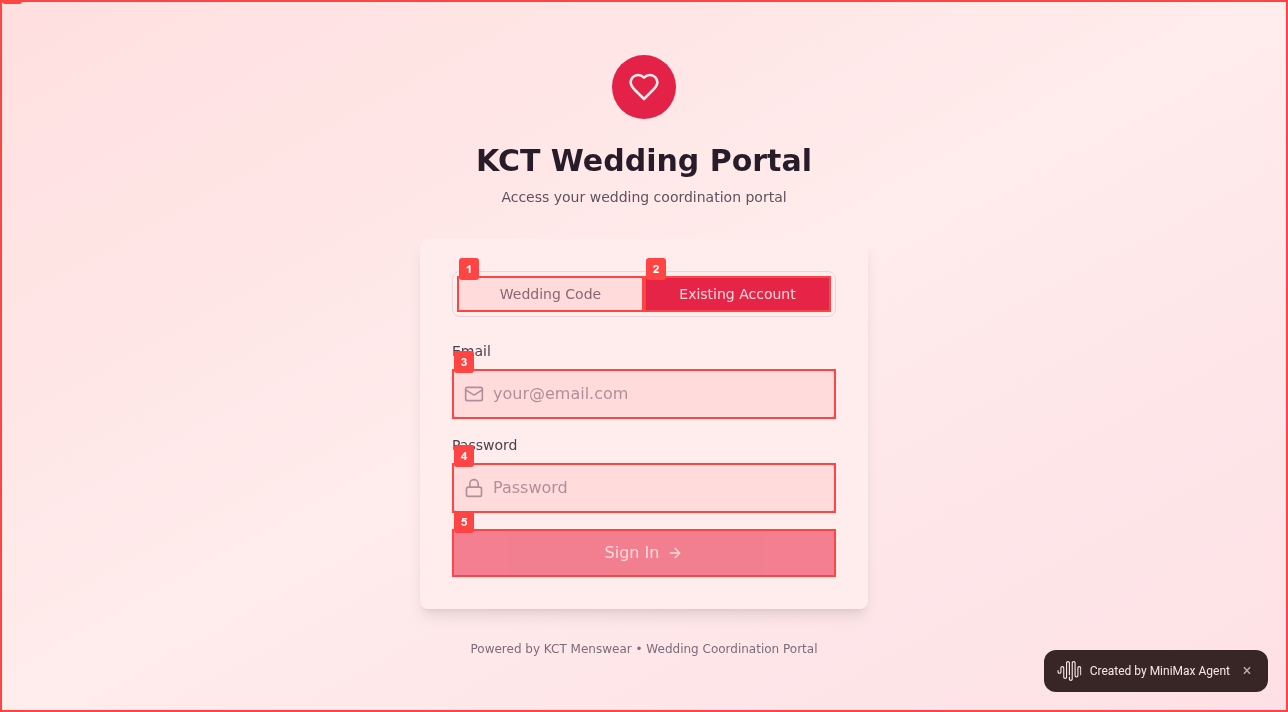 KCT Wedding Portal
Access your wedding coordination portal
1
2
Wedding Code
Existing Account
Email
3
your@email.com
Password
4
Password
5
Sign In →
Powered by KCT Menswear • Wedding Coordination Portal
Created by MiniMax Agent ×